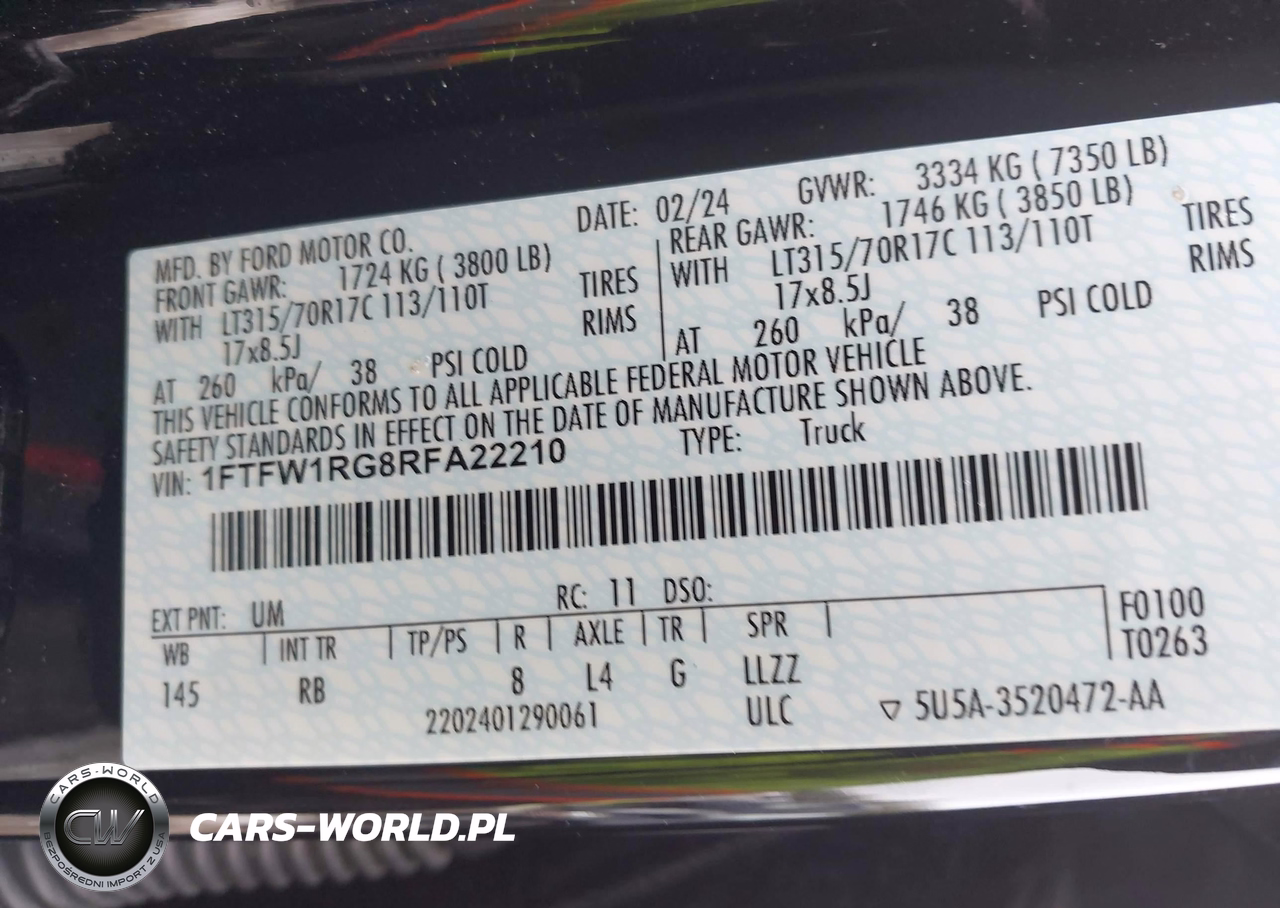 DATE: 02/24 GVWR: 3334 KG ( 7350 LB)
MFD. BY FORD MOTOR CO.
FRONT GAWR: 1724 KG ( 3800 LB)
WITH LT315/70R17C 113/110T TIRES
17x8.5J RIMS
AT 260 kPa/ 38 PSI COLD
REAR GAWR: 1746 KG ( 3850 LB)
WITH LT315/70R17C 113/110T TIRES
17x8.5J RIMS
AT 260 kPa/ 38 PSI COLD
THIS VEHICLE CONFORMS TO ALL APPLICABLE FEDERAL MOTOR VEHICLE
SAFETY STANDARDS IN EFFECT ON THE DATE OF MANUFACTURE SHOWN ABOVE.
VIN: 1FTFW1RG8RFA22210 TYPE: Truck
EXT PNT: UM RC: 11 DSO:
WB INT TR TP/PS R AXLE TR SPR F0100
145 RB 8 L4 G LLZZ T0263
2202401290061 ULC ▽ 5U5A-3520472-AA
CARS-WORLD
CW
BEZPOŚREDNI IMPORT Z USA
CARS-WORLD.PL